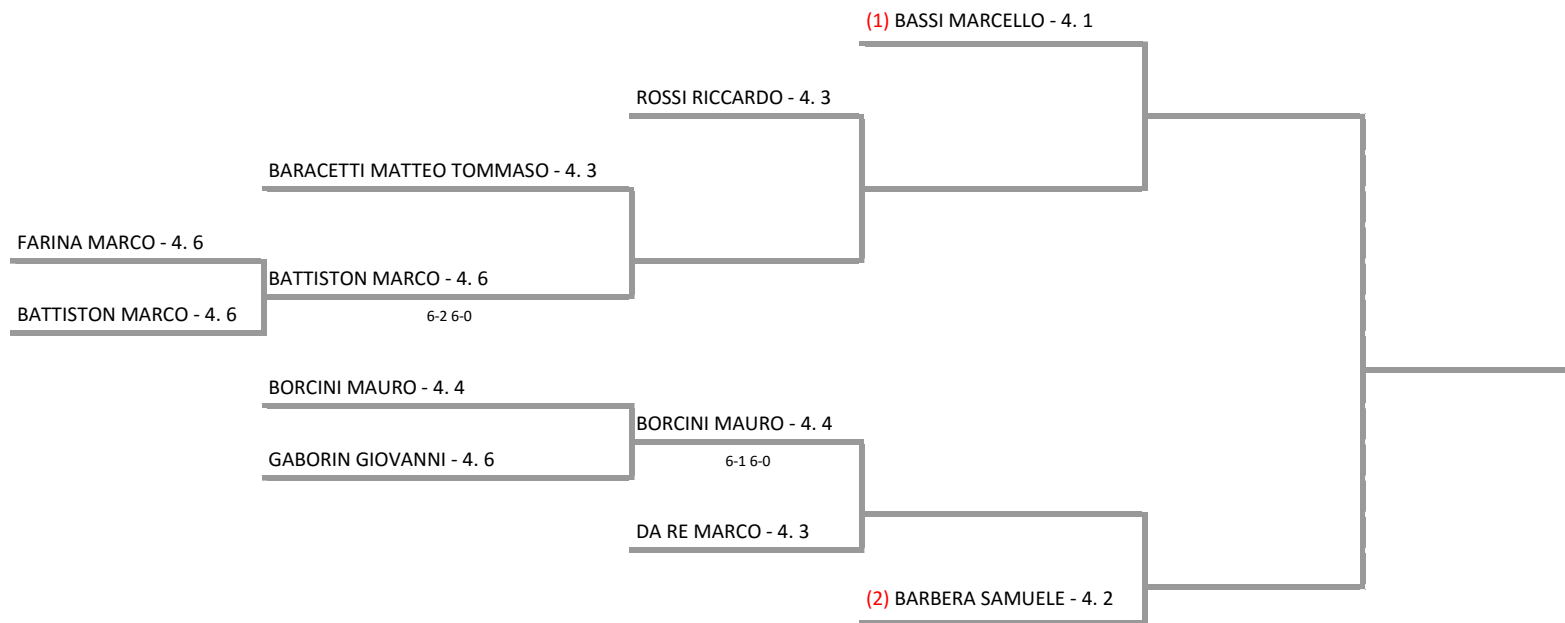 (1) BASSI MARCELLO - 4. 1
ROSSI RICCARDO - 4. 3
BARACETTI MATTEO TOMMASO - 4. 3
FARINA MARCO - 4. 6
BATTISTON MARCO - 4. 6
BATTISTON MARCO - 4. 6
6-2 6-0
BORCINI MAURO - 4. 4
BORCINI MAURO - 4. 4
GABORIN GIOVANNI - 4. 6
6-1 6-0
DA RE MARCO - 4. 3
(2) BARBERA SAMUELE - 4. 2